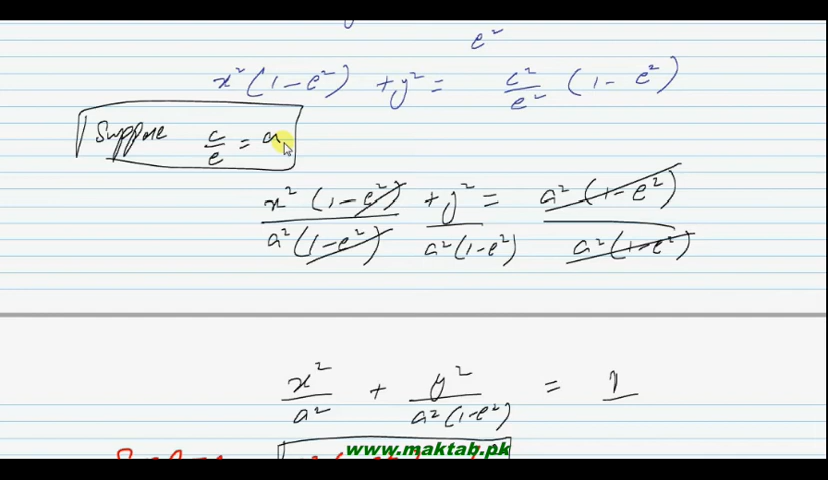 e²
x²(1-e²) + y² = c²/e² (1-e²)
Suppose c/e = a
x²(1-e²)/a²(1-e²) + y²/a²(1-e²) = a²(1-e²)/a²(1-e²)
x²/a² + y²/a²(1-e²) = 1
www.maktab.pk